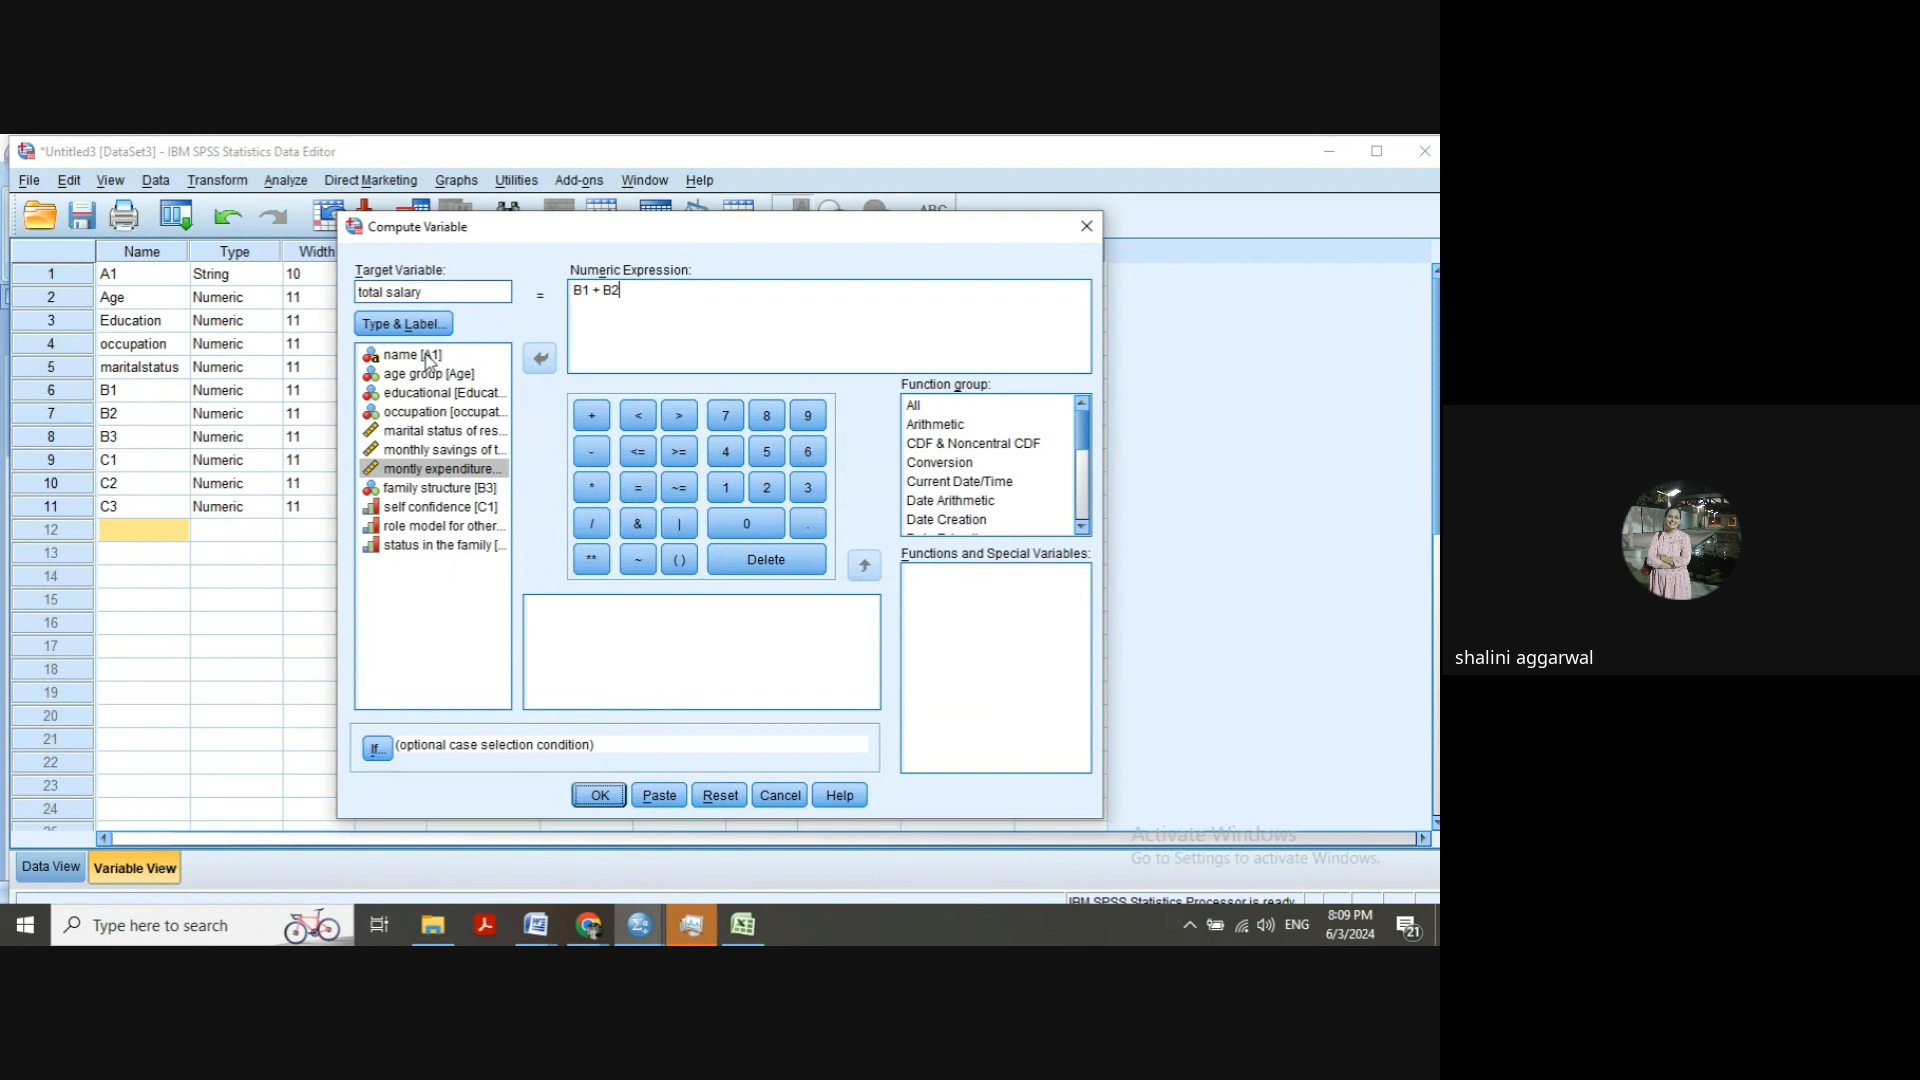 *Untitled3 [DataSet3] - IBM SPSS Statistics Data Editor
File Edit View Data Transform Analyze Direct Marketing Graphs Utilities Add-ons Window Help
Name Type Width
1 A1 String 10
2 Age Numeric 11
3 Education Numeric 11
4 occupation Numeric 11
5 maritalstatus Numeric 11
6 B1 Numeric 11
7 B2 Numeric 11
8 B3 Numeric 11
9 C1 Numeric 11
10 C2 Numeric 11
11 C3 Numeric 11
12
13
14
15
16
17
18
19
20
21
22
23
24
25
Compute Variable
Target Variable:
total salary
=
Numeric Expression:
B1 + B2
Type & Label...
name [A1]
age group [Age]
educational [Educat...
occupation [occupat...
marital status of res...
monthly savings of t...
montly expenditure...
family structure [B3]
self confidence [C1]
role model for other...
status in the family [...
+ < > 7 8 9
- <= >= 4 5 6
* = ~= 1 2 3
/ & | 0 .
** ~ ( ) Delete
Function group:
All
Arithmetic
CDF & Noncentral CDF
Conversion
Current Date/Time
Date Arithmetic
Date Creation
Functions and Special Variables:
If... (optional case selection condition)
OK Paste Reset Cancel Help
Activate Windows
Go to Settings to activate Windows.
Data View Variable View
IBM SPSS Statistics Processor is ready
Type here to search
ENG
8:09 PM
6/3/2024
21
shalini aggarwal